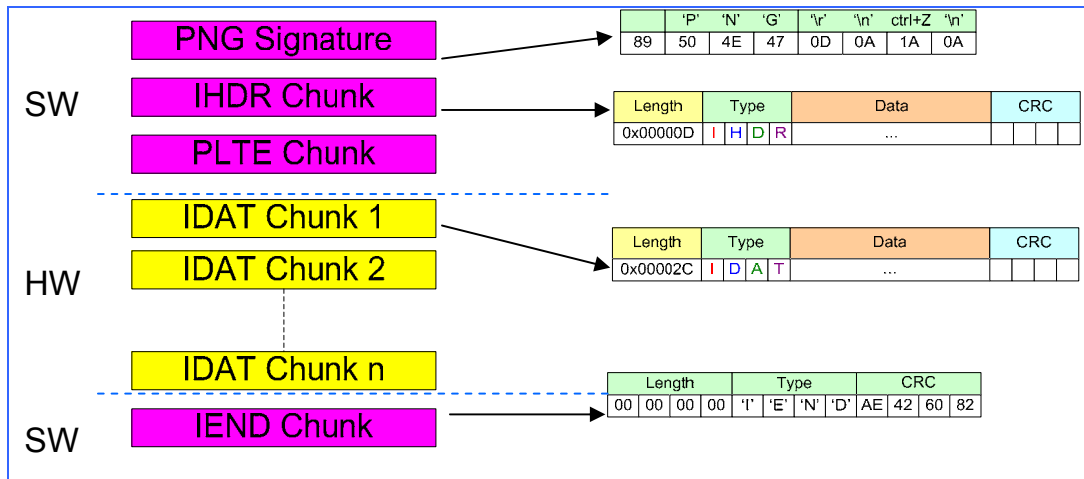 PNG Signature
‘P’ ‘N’ ‘G’ ‘\r’ ‘\n’ ctrl+Z ‘\n’
89 50 4E 47 0D 0A 1A 0A
SW
IHDR Chunk
Length Type Data CRC
0x00000D I H D R ...
PLTE Chunk
IDAT Chunk 1
HW
IDAT Chunk 2
Length Type Data CRC
0x00002C I D A T ...
IDAT Chunk n
SW
IEND Chunk
Length Type CRC
00 00 00 00 ‘I’ ‘E’ ‘N’ ‘D’ AE 42 60 82